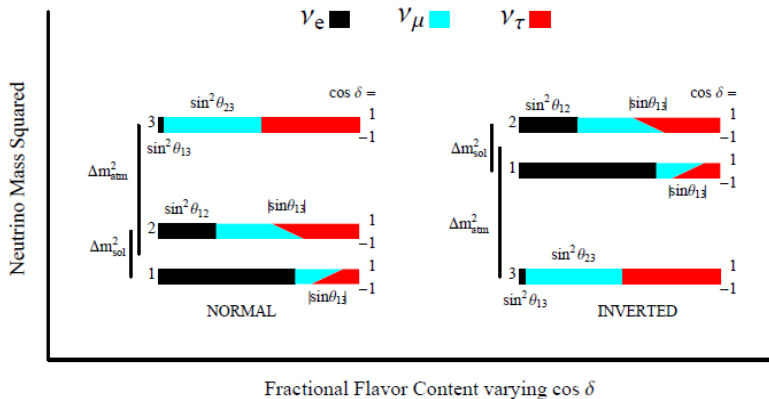 νe νμ ντ
Neutrino Mass Squared
cos δ =
sin²θ23
3
1
−1
sin²θ13
Δm²atm
sin²θ12
|sinθ13|
2
1
−1
Δm²sol
1
1
−1
|sinθ13|
NORMAL
cos δ =
sin²θ12
|sinθ13|
2
1
−1
Δm²sol
1
1
−1
|sinθ13|
Δm²atm
sin²θ23
3
1
−1
sin²θ13
INVERTED
Fractional Flavor Content varying cos δ